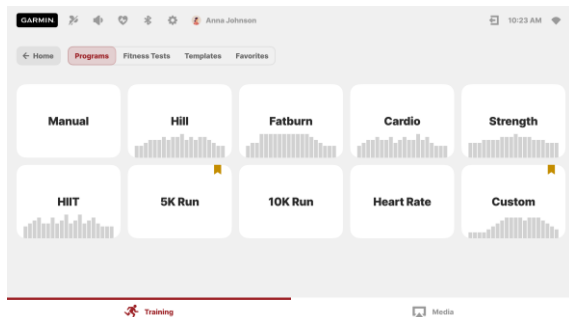 GARMIN Anna Johnson 10:23 AM
← Home Programs Fitness Tests Templates Favorites
Manual Hill Fatburn Cardio Strength
HIIT 5K Run 10K Run Heart Rate Custom
Training Media